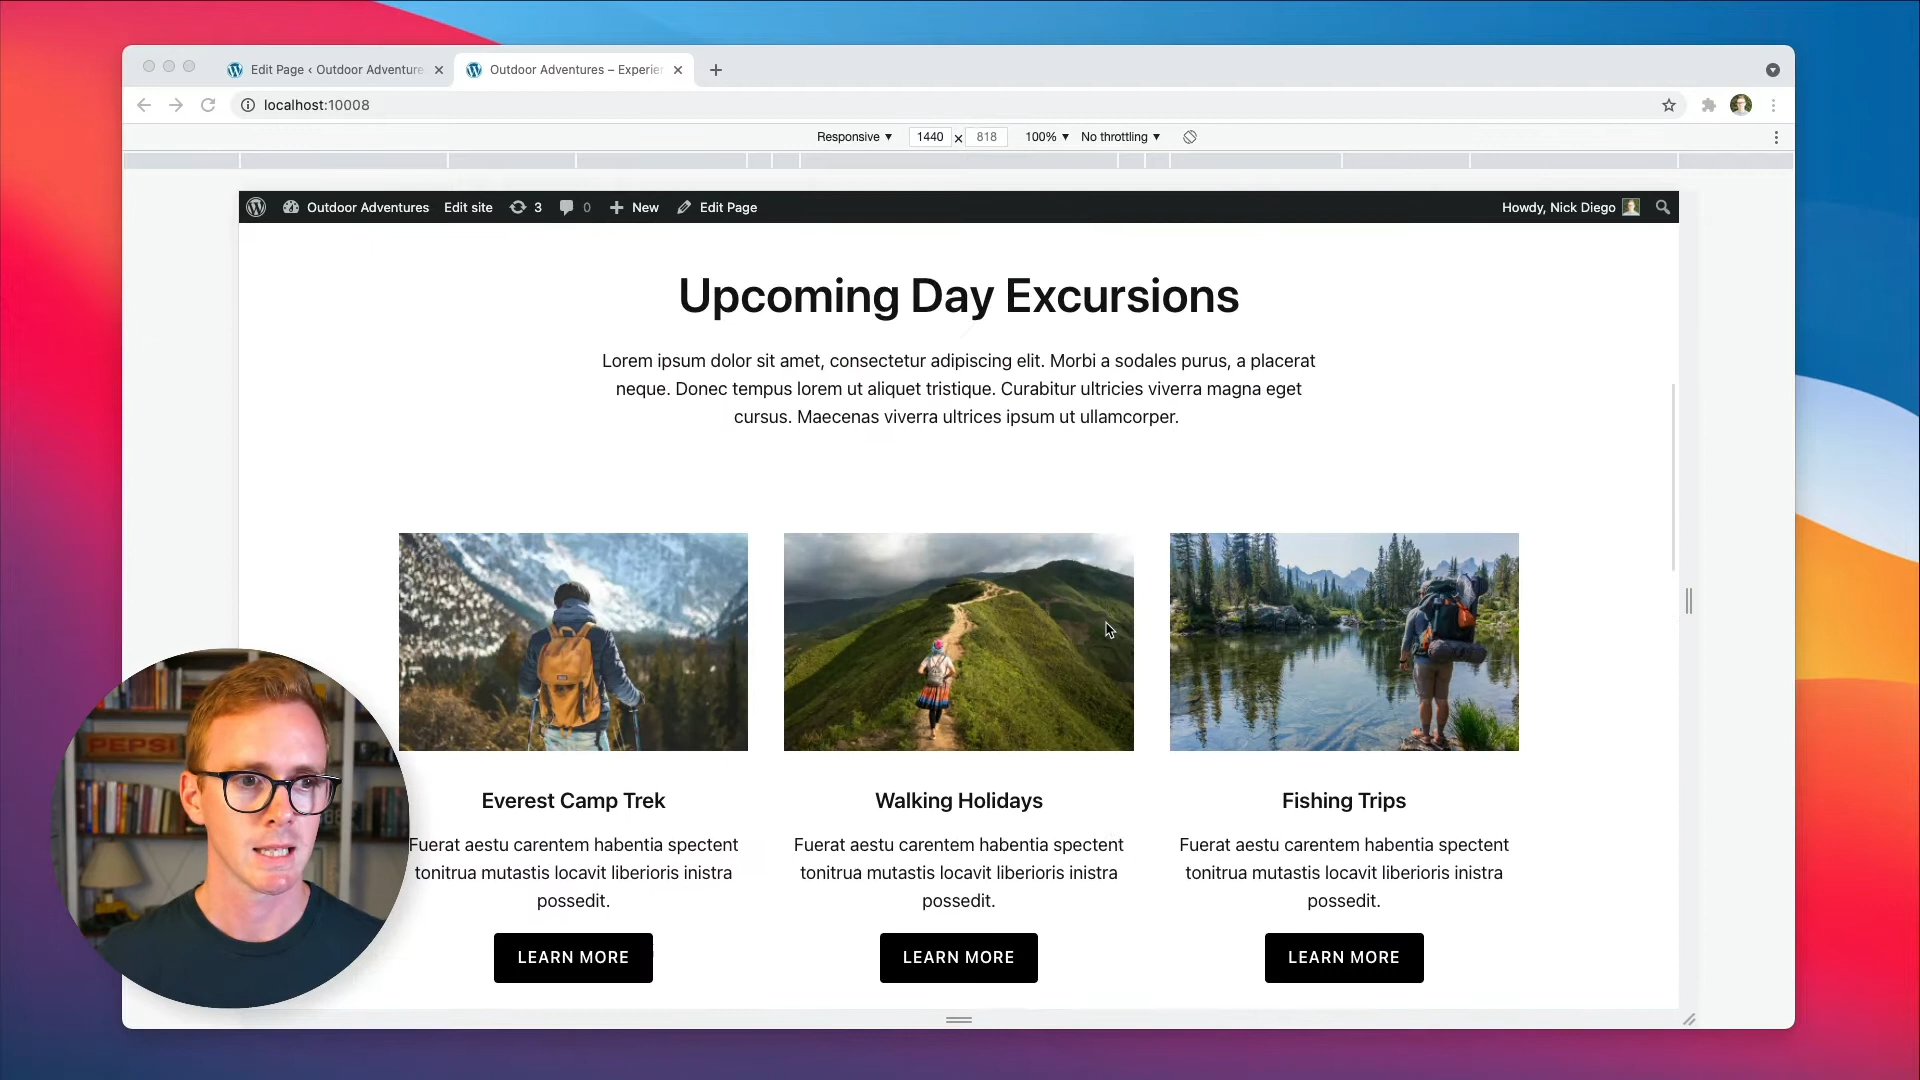 Edit Page ‹ Outdoor Adventure
Outdoor Adventures – Experien
localhost:10008
Responsive ▼ 1440 × 818 100% ▼ No throttling ▼
Outdoor Adventures Edit site 3 0 New Edit Page Howdy, Nick Diego
Upcoming Day Excursions
Lorem ipsum dolor sit amet, consectetur adipiscing elit. Morbi a sodales purus, a placerat
neque. Donec tempus lorem ut aliquet tristique. Curabitur ultricies viverra magna eget
cursus. Maecenas viverra ultrices ipsum ut ullamcorper.
Everest Camp Trek
Fuerat aestu carentem habentia spectent
tonitrua mutastis locavit liberioris inistra
possedit.
LEARN MORE
Walking Holidays
Fuerat aestu carentem habentia spectent
tonitrua mutastis locavit liberioris inistra
possedit.
LEARN MORE
Fishing Trips
Fuerat aestu carentem habentia spectent
tonitrua mutastis locavit liberioris inistra
possedit.
LEARN MORE
PEPSI